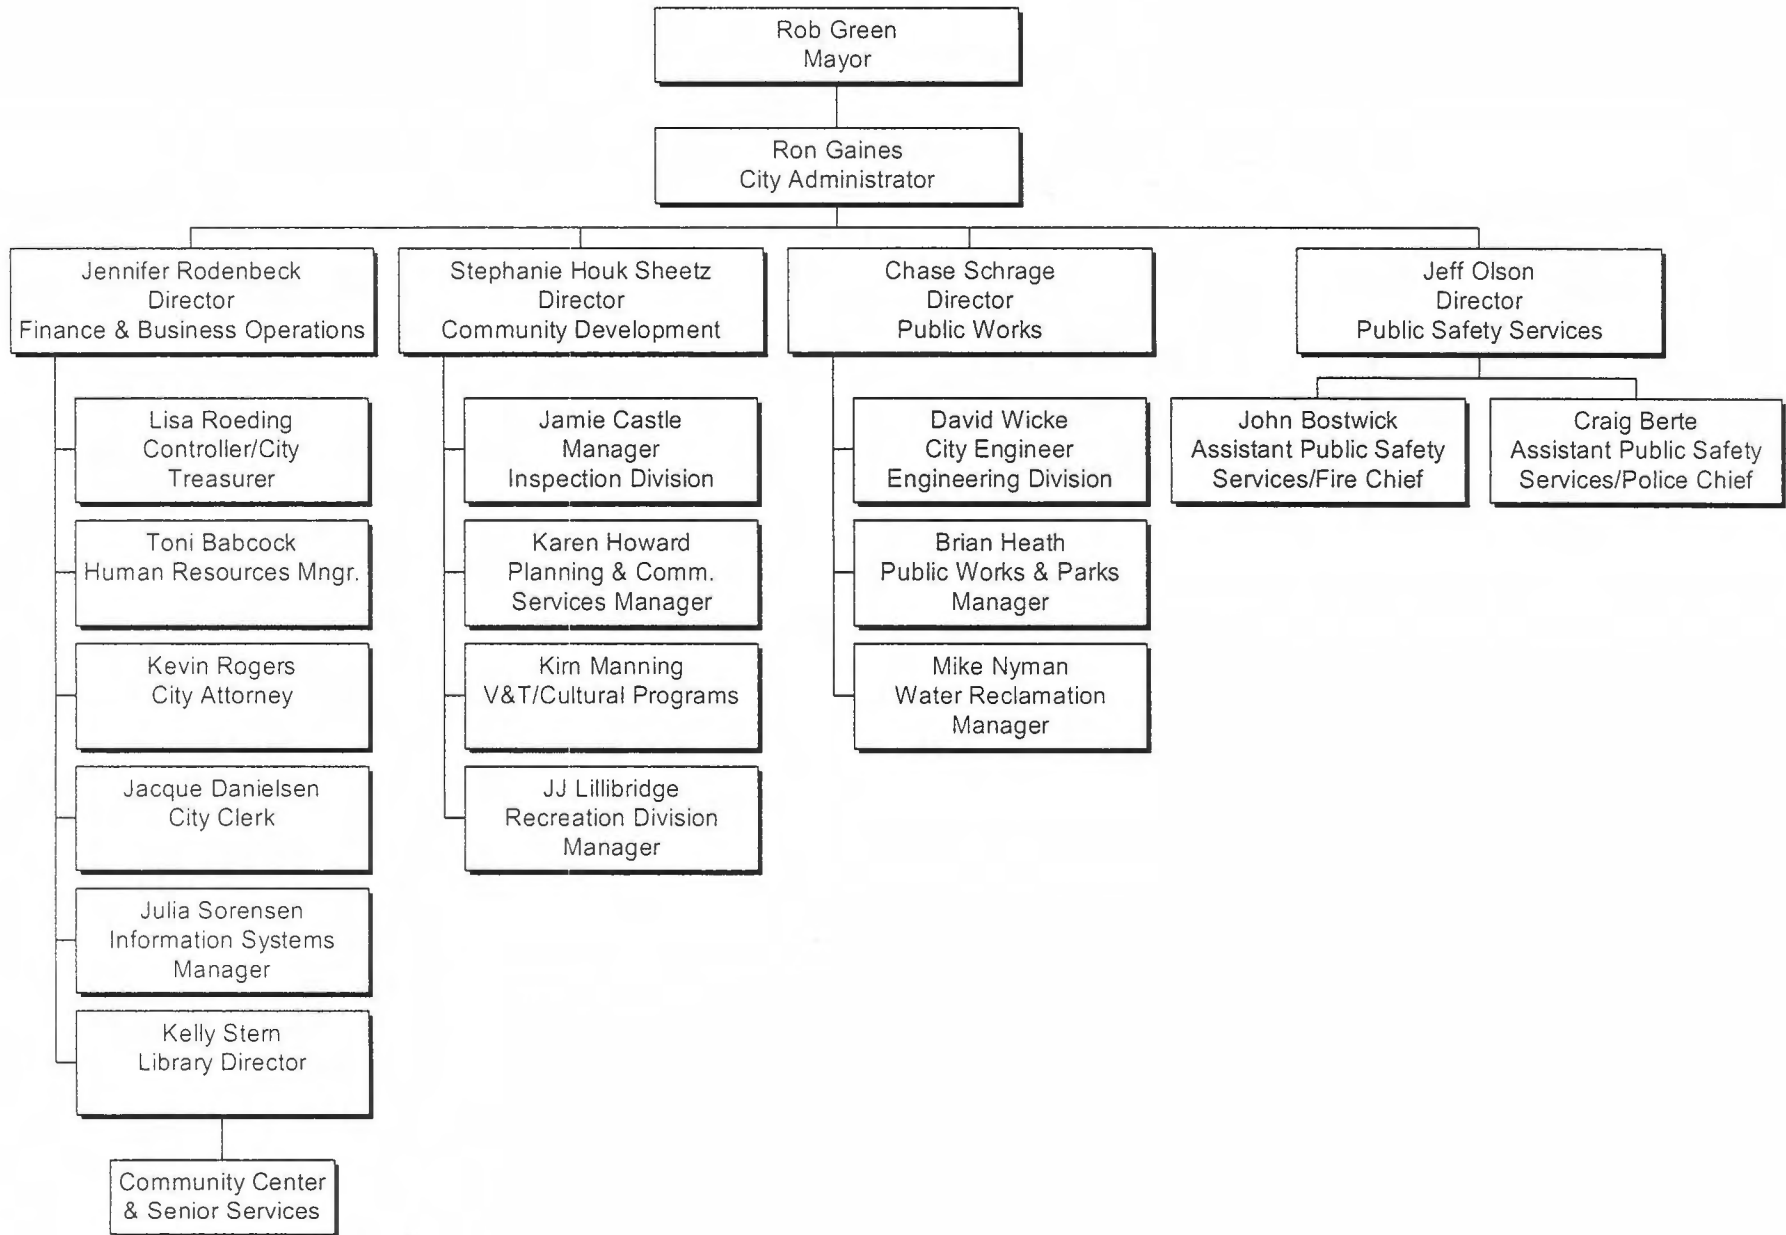 Rob Green
Mayor
Ron Gaines
City Administrator
Jennifer Rodenbeck
Director
Finance & Business Operations
Stephanie Houk Sheetz
Director
Community Development
Chase Schrage
Director
Public Works
Jeff Olson
Director
Public Safety Services
Lisa Roeding
Controller/City
Treasurer
Toni Babcock
Human Resources Mngr.
Kevin Rogers
City Attorney
Jacque Danielsen
City Clerk
Julia Sorensen
Information Systems
Manager
Kelly Stern
Library Director
Community Center
& Senior Services
Jamie Castle
Manager
Inspection Division
Karen Howard
Planning & Comm.
Services Manager
Kim Manning
V&T/Cultural Programs
JJ Lillibridge
Recreation Division
Manager
David Wicke
City Engineer
Engineering Division
Brian Heath
Public Works & Parks
Manager
Mike Nyman
Water Reclamation
Manager
John Bostwick
Assistant Public Safety
Services/Fire Chief
Craig Berte
Assistant Public Safety
Services/Police Chief